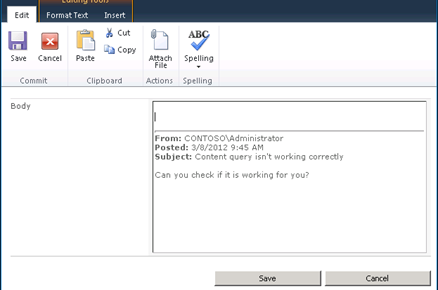 Editing Tools
Edit Format Text Insert
Save Cancel Paste Cut Copy Attach File ABC Spelling
Commit Clipboard Actions Spelling
Body
From: CONTOSO\Administrator
Posted: 3/8/2012 9:45 AM
Subject: Content query isn't working correctly
Can you check if it is working for you?
Save Cancel